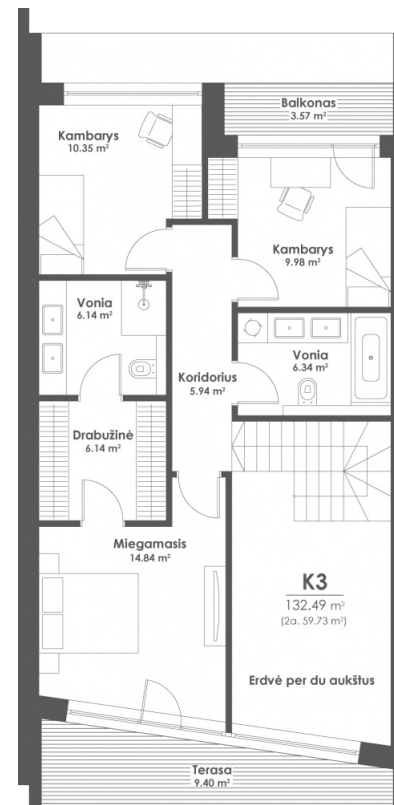 Balkonas
3.57 m²
Kambarys
10.35 m²
Kambarys
9.98 m²
Vonia
6.14 m²
Vonia
6.34 m²
Koridorius
5.94 m²
Drabužinė
6.14 m²
Miegamasis
14.84 m²
K3
132.49 m²
(2a. 59.73 m²)
Erdvė per du aukštus
Terasa
9.40 m²